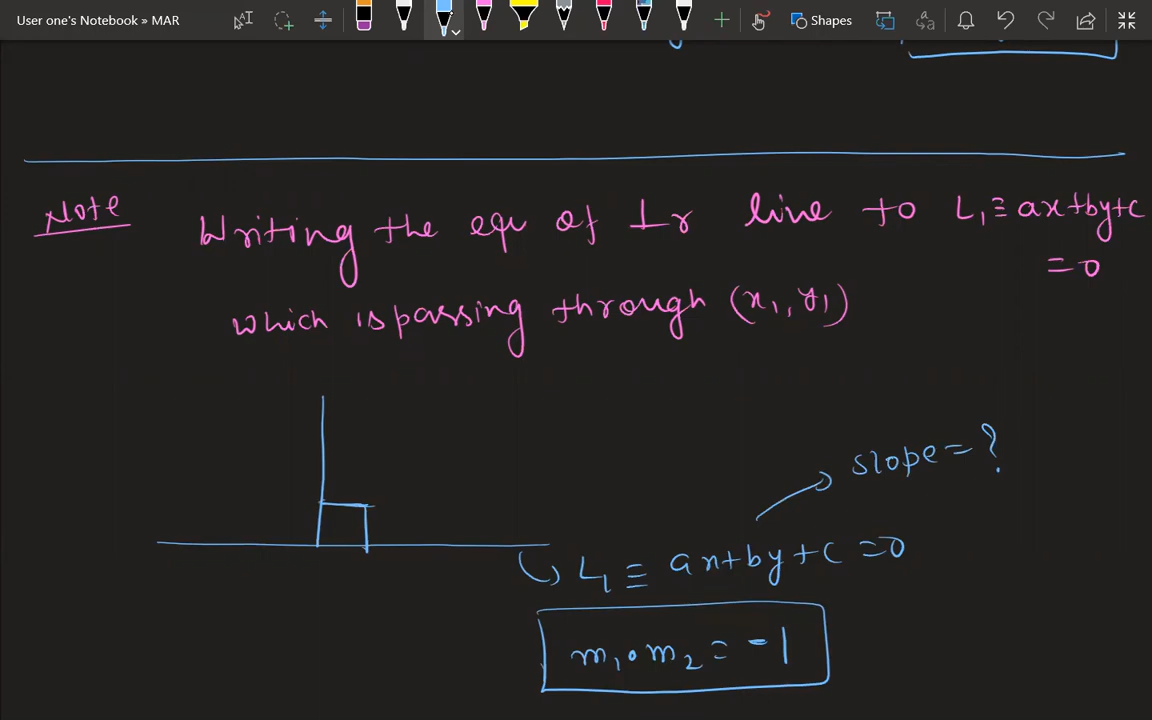 User one's Notebook » MAR
Shapes
Note Writing the eqn of ⊥r line to L₁ ≡ ax+by+c
=0
which is passing through (x₁, y₁)
slope = ?
L₁ ≡ ax+by+c =0
m₁ • m₂ = -1